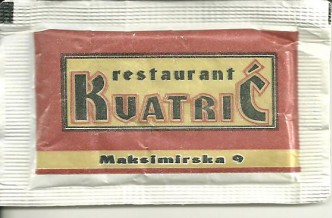 restaurant
KVATRIĆ
Maksimirska 9